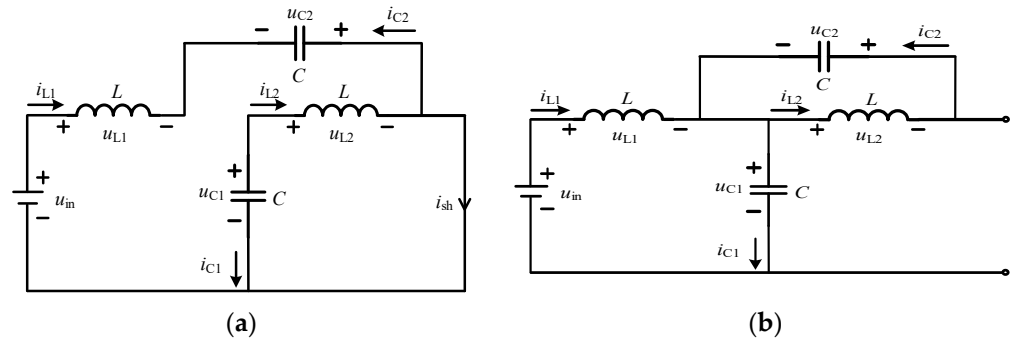 u_C2
i_C2
− +
C
i_L1 L i_L2 L
+ u_L1 − + u_L2 −
+ u_in −
+ u_C1 − C
i_sh
i_C1
(a)
u_C2
i_C2
− +
C
i_L1 L i_L2 L
+ u_L1 − + u_L2 −
+ u_in −
+ u_C1 − C
i_C1
(b)